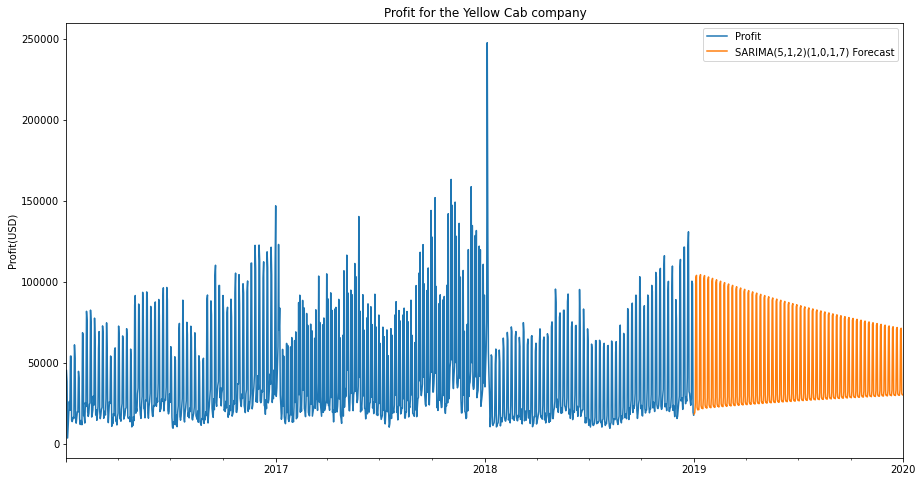 Profit for the Yellow Cab company
Profit
SARIMA(5,1,2)(1,0,1,7) Forecast
Profit(USD)
250000
200000
150000
100000
50000
0
2017
2018
2019
2020